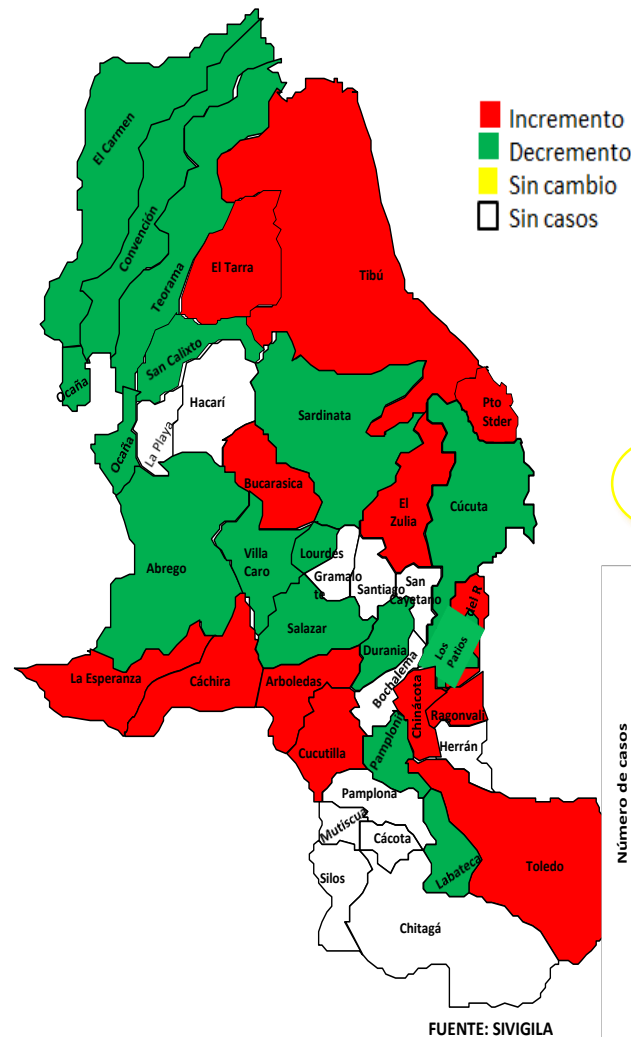 Incremento
Decremento
Sin cambio
Sin casos
El Carmen
Convención
Teorama
El Tarra
Tibú
San Calixto
Ocaña
Hacarí
La Playa
Ocaña
Sardinata
Pto
Stder
Bucarasica
El
Zulia
Cúcuta
Abrego
Villa
Caro
Lourdes
Gramalo
te
Santiago
San
Cayetano
del R
Salazar
Durania
Los
Patios
La Esperanza
Cáchira
Arboledas
Bochalema
Chinácota
Ragonvali
Cucutilla
Pamploni
Herrán
Pamplona
Mutiscua
Cácota
Silos
Labateca
Toledo
Chitagá
Número de casos
FUENTE: SIVIGILA